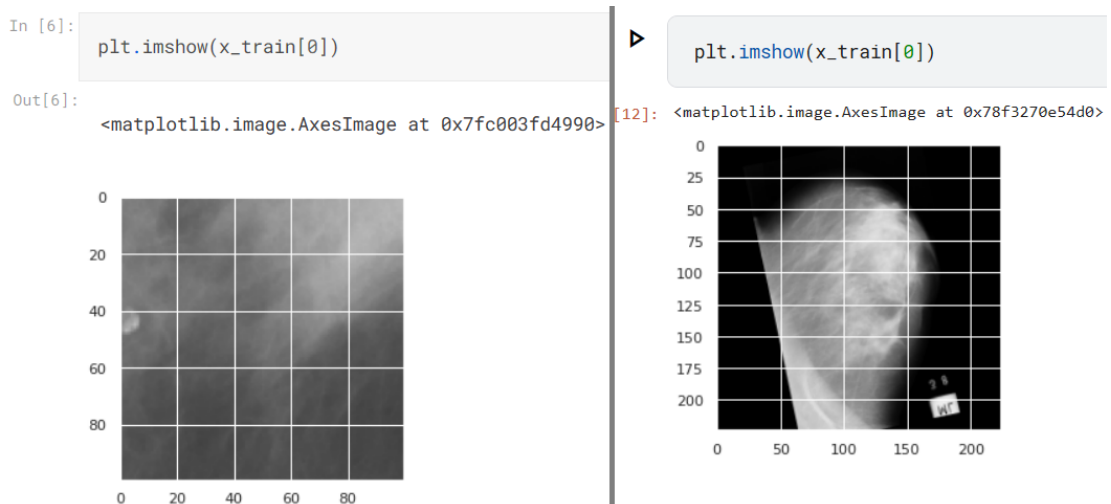 In [6]:
plt.imshow(x_train[0])
Out[6]:
<matplotlib.image.AxesImage at 0x7fc003fd4990>
0
20
40
60
80
0 20 40 60 80
plt.imshow(x_train[0])
[12]: <matplotlib.image.AxesImage at 0x78f3270e54d0>
0
25
50
75
100
125
150
175
200
0 50 100 150 200